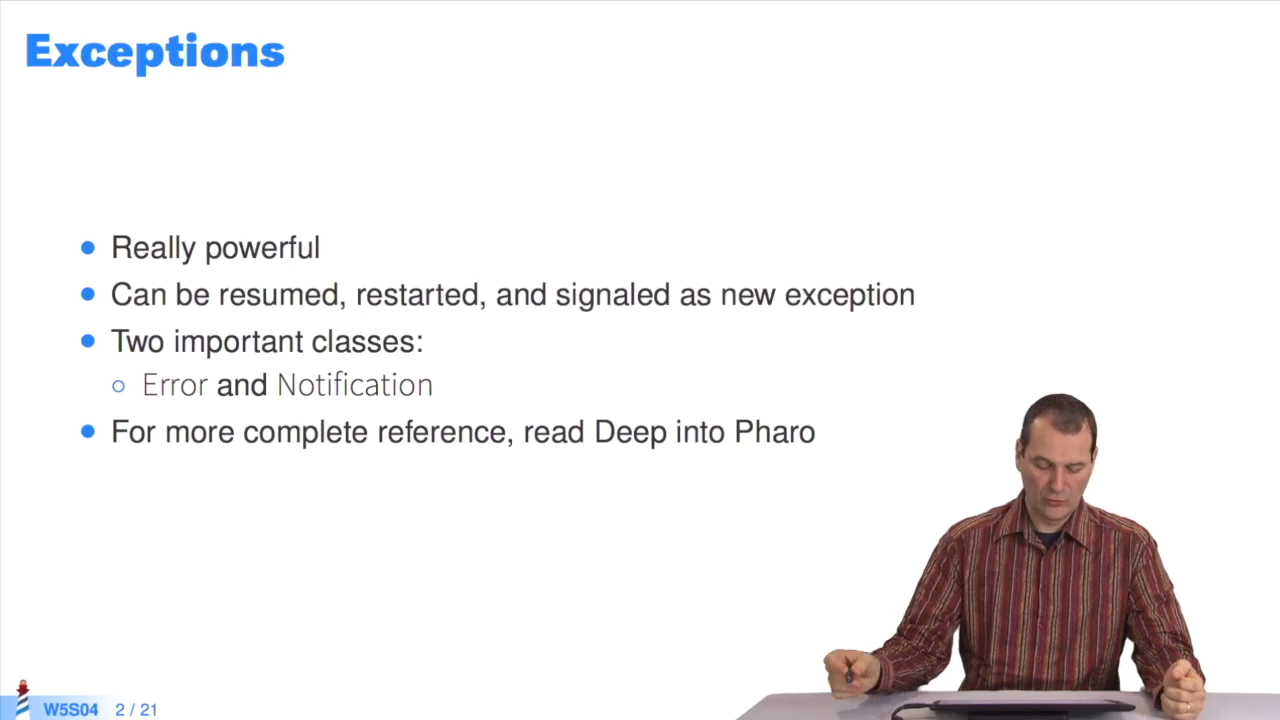 Exceptions
Really powerful
Can be resumed, restarted, and signaled as new exception
Two important classes:
Error and Notification
For more complete reference, read Deep into Pharo
W5S04 2 / 21